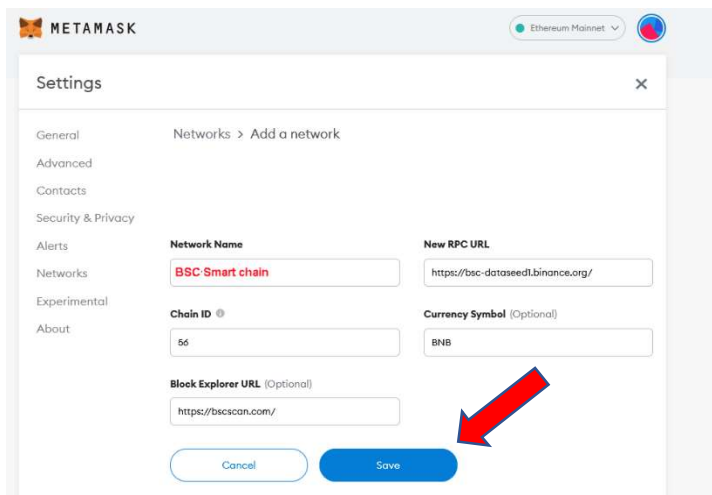 METAMASK
Ethereum Mainnet
Settings
General
Advanced
Contacts
Security & Privacy
Alerts
Networks
Experimental
About
Networks > Add a network
Network Name
BSC Smart chain
New RPC URL
https://bsc-dataseed1.binance.org/
Chain ID
56
Currency Symbol (Optional)
BNB
Block Explorer URL (Optional)
https://bscscan.com/
Cancel
Save